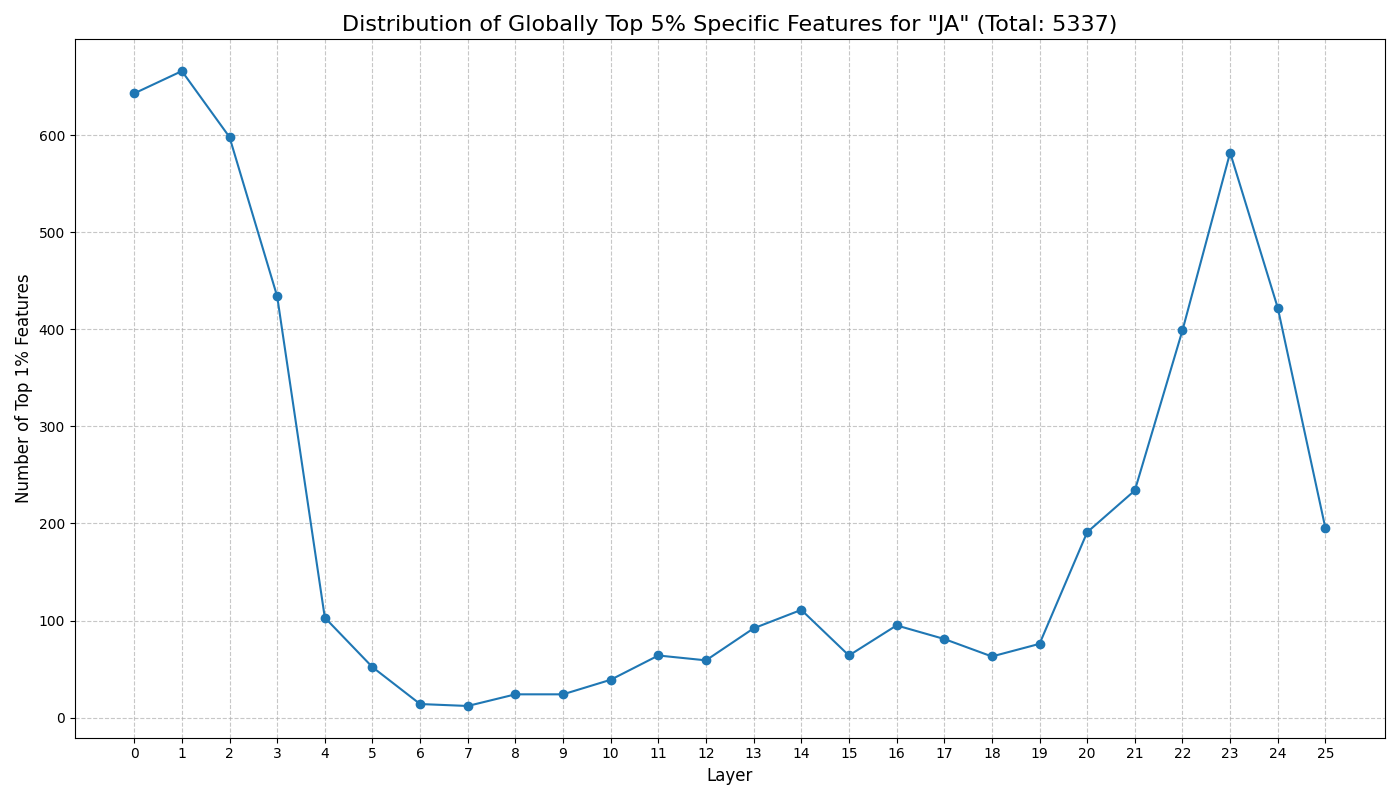 Distribution of Globally Top 5% Specific Features for "JA" (Total: 5337)
Number of Top 1% Features
600
500
400
300
200
100
0
0 1 2 3 4 5 6 7 8 9 10 11 12 13 14 15 16 17 18 19 20 21 22 23 24 25
Layer